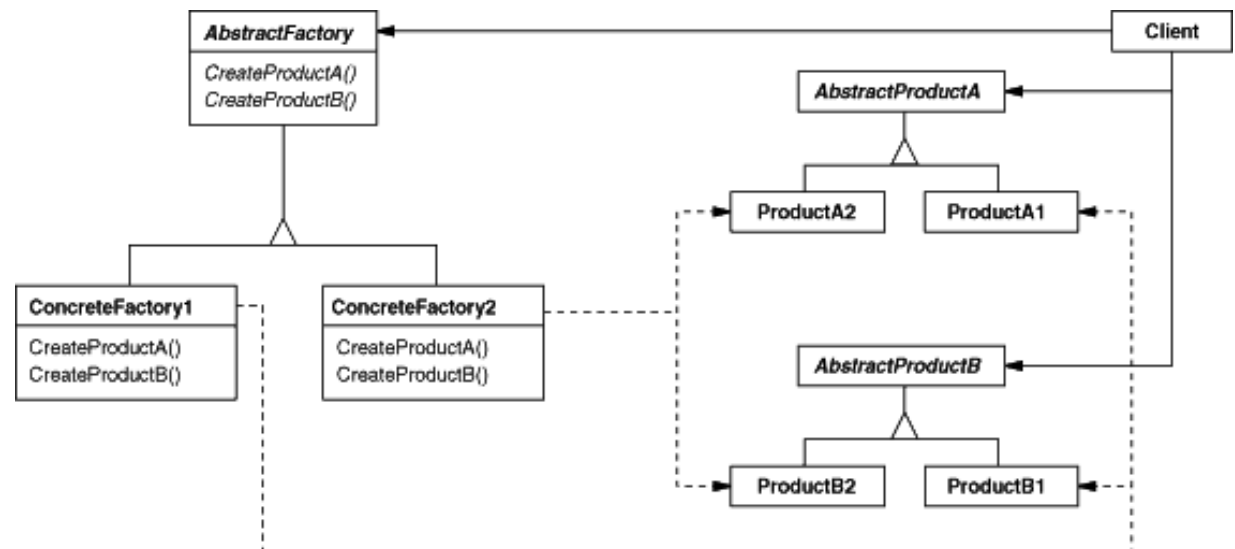 AbstractFactory
CreateProductA()
CreateProductB()
Client
AbstractProductA
ProductA2
ProductA1
ConcreteFactory1
CreateProductA()
CreateProductB()
ConcreteFactory2
CreateProductA()
CreateProductB()
AbstractProductB
ProductB2
ProductB1